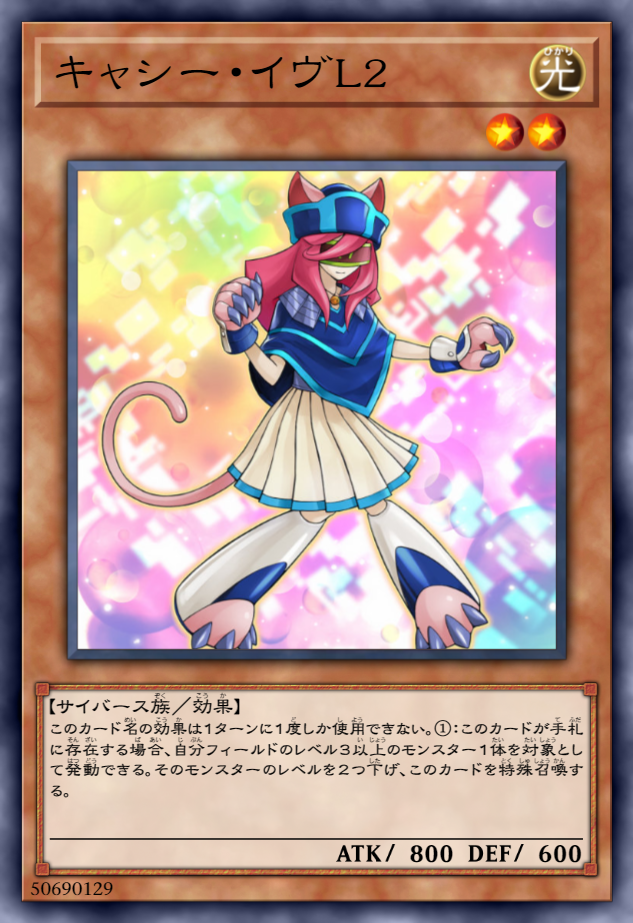 キャシー・イヴL2
光
【サイバース族／効果】
このカード名の効果は1ターンに1度しか使用できない。①：このカードが手札
に存在する場合、自分フィールドのレベル3以上のモンスター1体を対象とし
て発動できる。そのモンスターのレベルを2つ下げ、このカードを特殊召喚す
る。
ATK/ 800 DEF/ 600
50690129